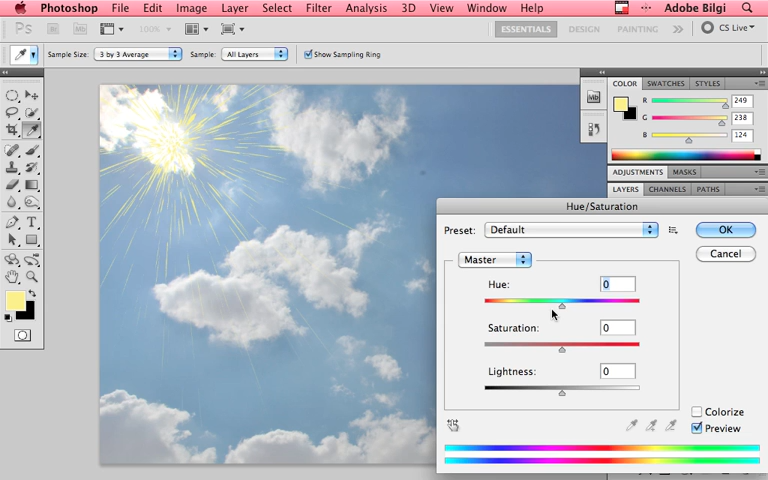 Photoshop File Edit Image Layer Select Filter Analysis 3D View Window Help Adobe Bilgi
Ps 100% ESSENTIALS DESIGN PAINTING CS Live
Sample Size: 3 by 3 Average Sample: All Layers Show Sampling Ring
Mb
COLOR SWATCHES STYLES
R 249
G 238
B 124
ADJUSTMENTS MASKS
LAYERS CHANNELS PATHS
Hue/Saturation
Preset: Default OK
Cancel
Master
Hue: 0
Saturation: 0
Lightness: 0
Colorize
Preview